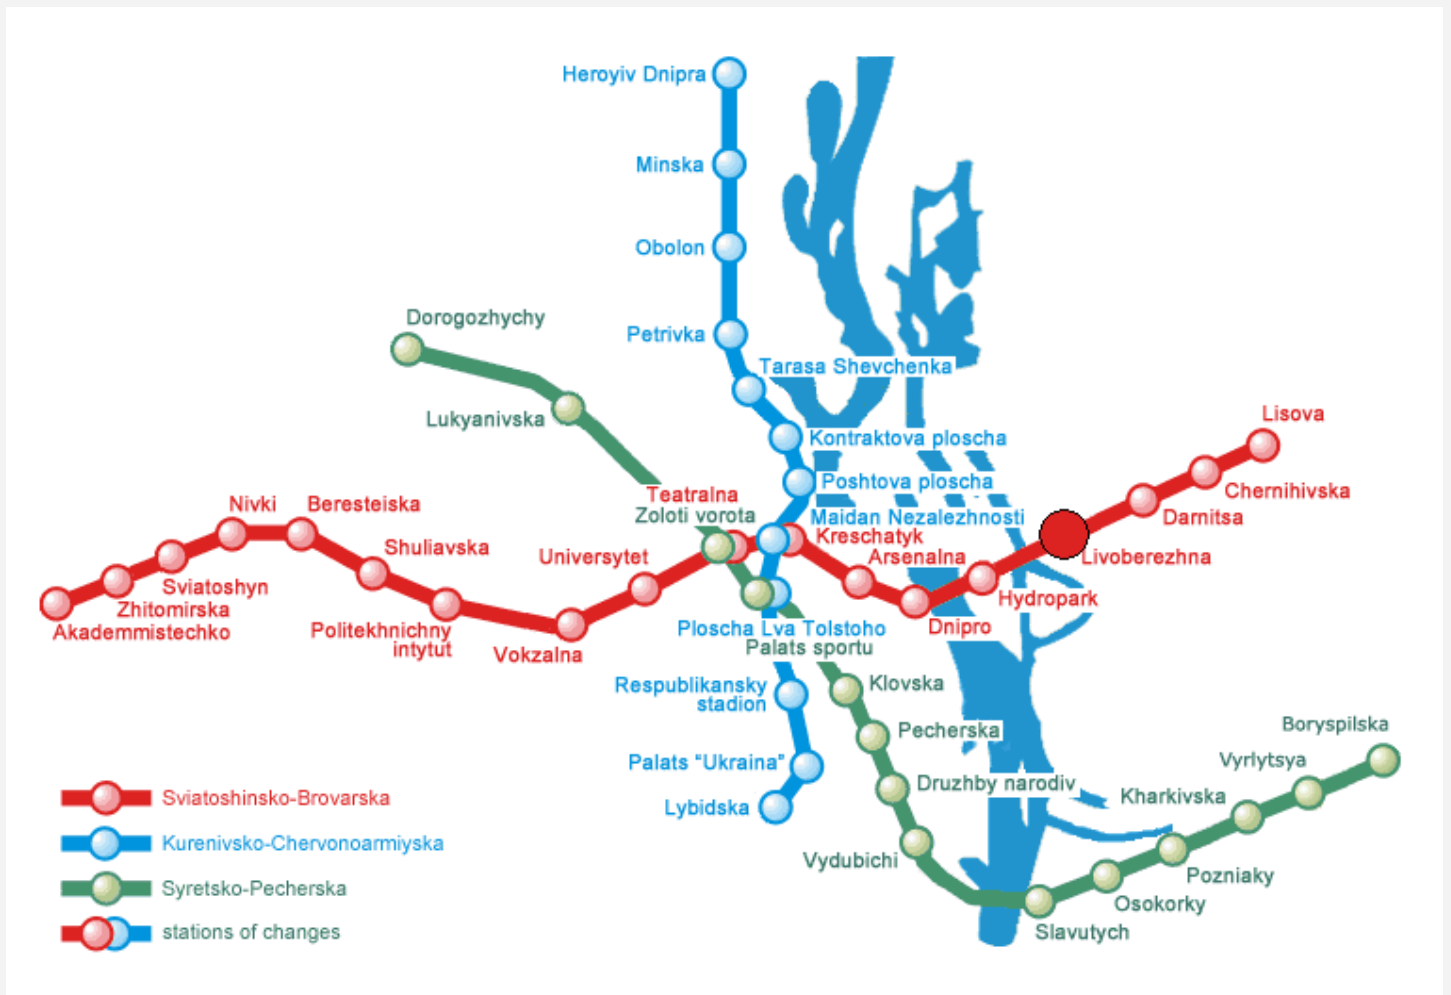 Heroyiv Dnipra
Minska
Obolon
Petrivka
Tarasa Shevchenka
Kontraktova ploscha
Poshtova ploscha
Maidan Nezalezhnosti
Dorogozhychy
Lukyanivska
Teatralna
Zoloti vorota
Kreschatyk
Arsenalna
Lisova
Chernihivska
Darnitsa
Livoberezhna
Hydropark
Dnipro
Nivki
Beresteiska
Shuliavska
Universytet
Sviatoshyn
Zhitomirska
Akademmistechko
Politekhnichny
intytut
Vokzalna
Ploscha Lva Tolstoho
Palats sportu
Respublikansky
stadion
Klovska
Pecherska
Palats “Ukraina”
Druzhby narodiv
Lybidska
Vydubichi
Boryspilska
Vyrlytsya
Kharkivska
Pozniaky
Osokorky
Slavutych
Sviatoshinsko-Brovarska
Kurenivsko-Chervonoarmiyska
Syretsko-Pecherska
stations of changes